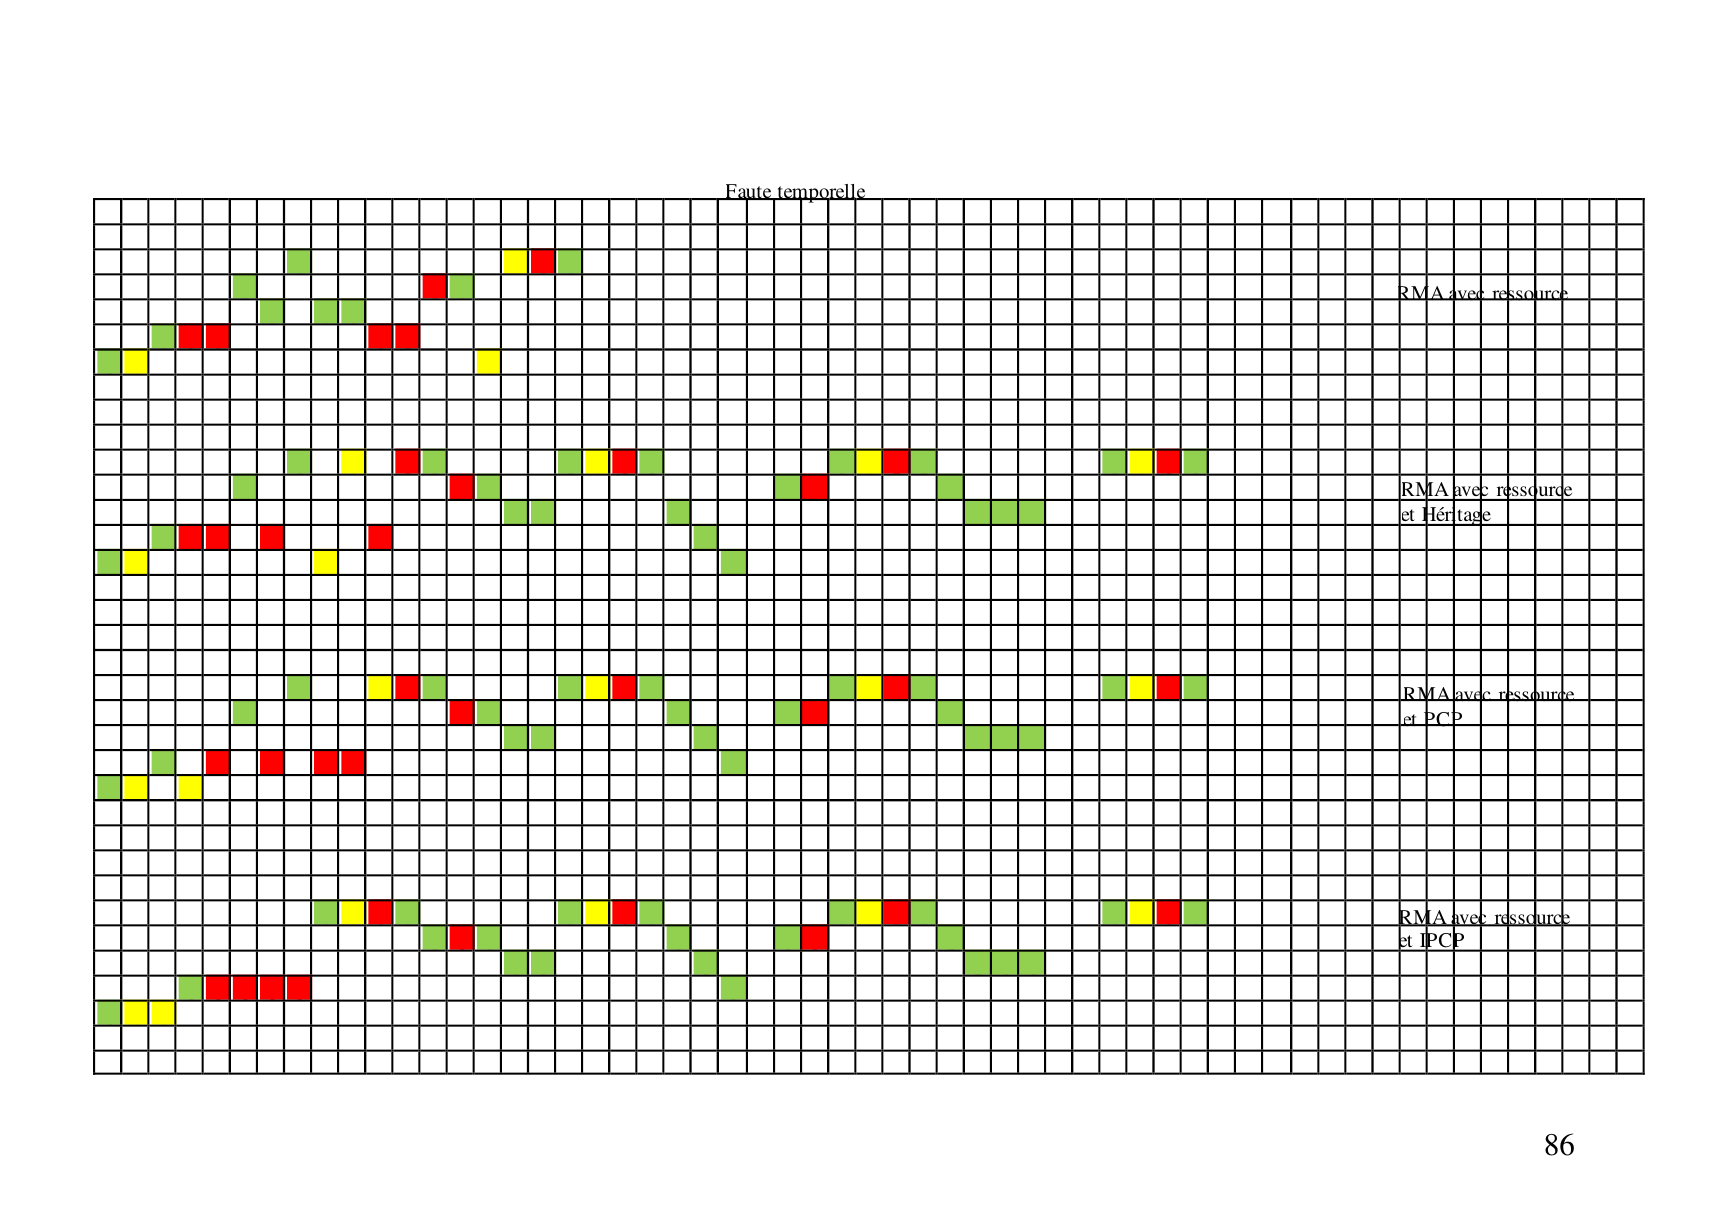 Faute temporelle
RMA avec ressource
RMA avec ressource
et Héritage
RMA avec ressource
et PCP
RMA avec ressource
et IPCP
86